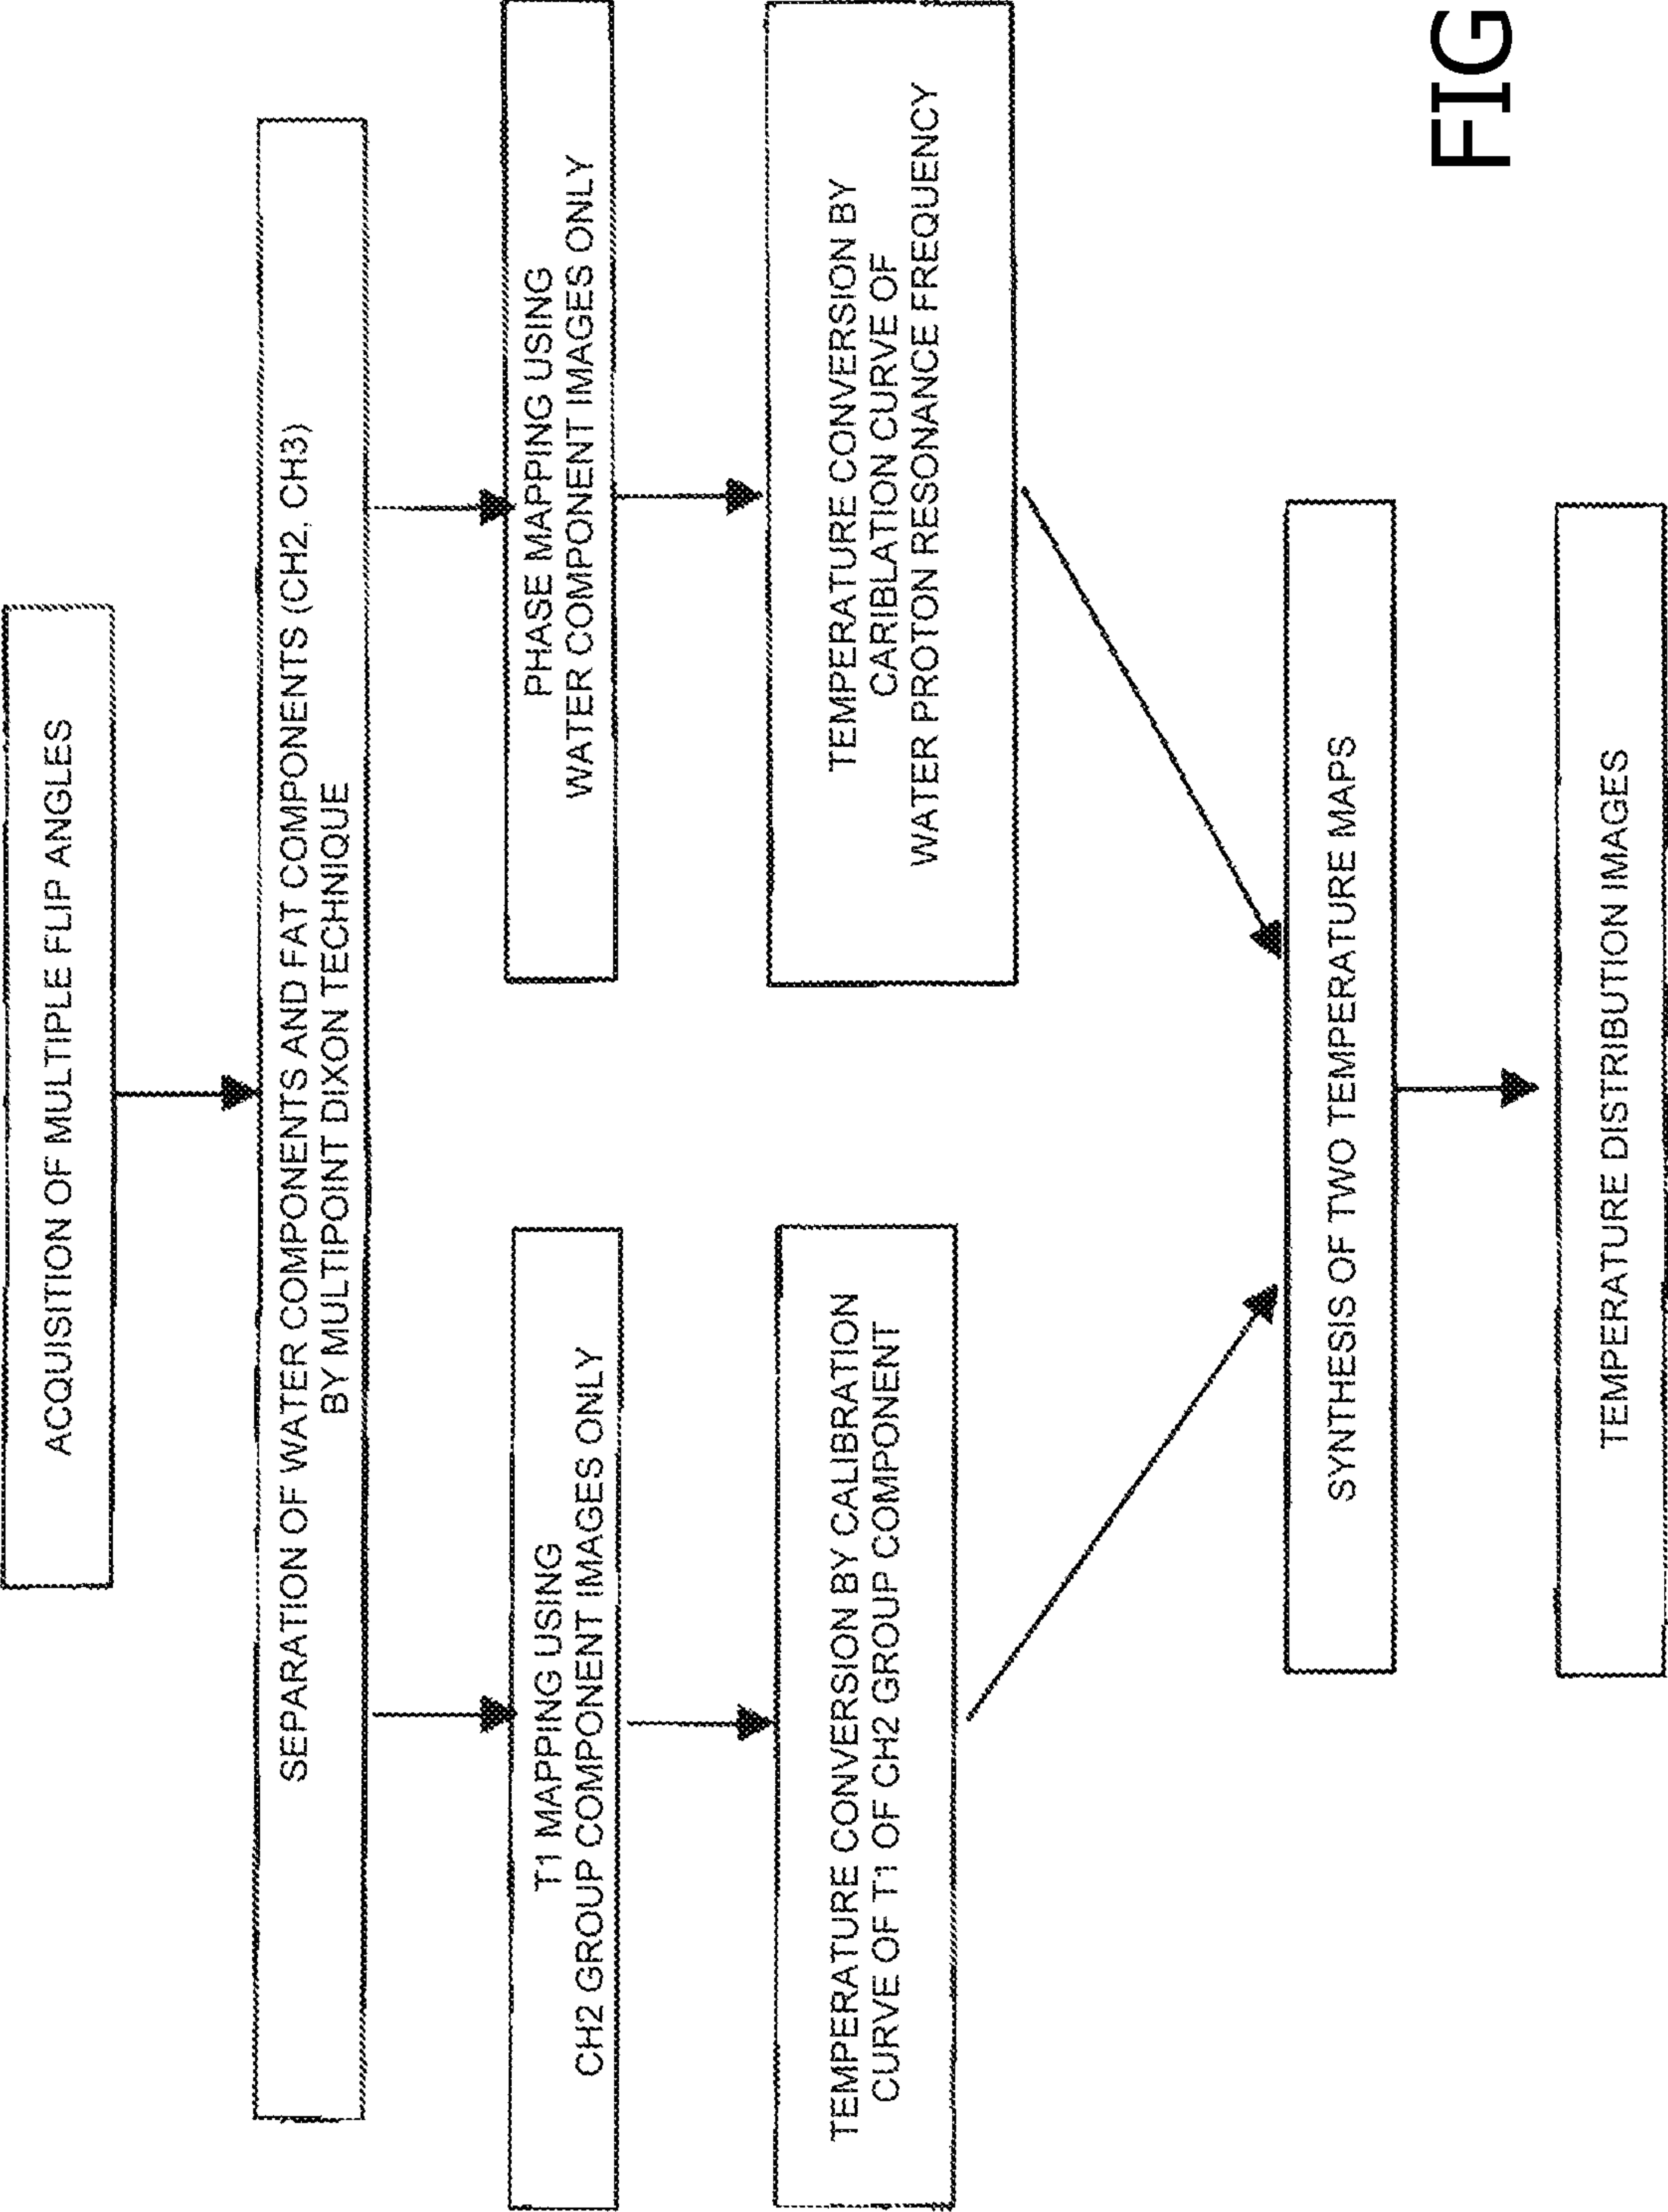 ACQUISITION OF MULTIPLE FLIP ANGLES
SEPARATION OF WATER COMPONENTS AND FAT COMPONENTS (CH2, CH3)
BY MULTIPOINT DIXON TECHNIQUE
T1 MAPPING USING
CH2 GROUP COMPONENT IMAGES ONLY
PHASE MAPPING USING
WATER COMPONENT IMAGES ONLY
TEMPERATURE CONVERSION BY CALIBRATION
CURVE OF T1 OF CH2 GROUP COMPONENT
TEMPERATURE CONVERSION BY
CARIBLATION CURVE OF
WATER PROTON RESONANCE FREQUENCY
SYNTHESIS OF TWO TEMPERATURE MAPS
TEMPERATURE DISTRIBUTION IMAGES
FIG